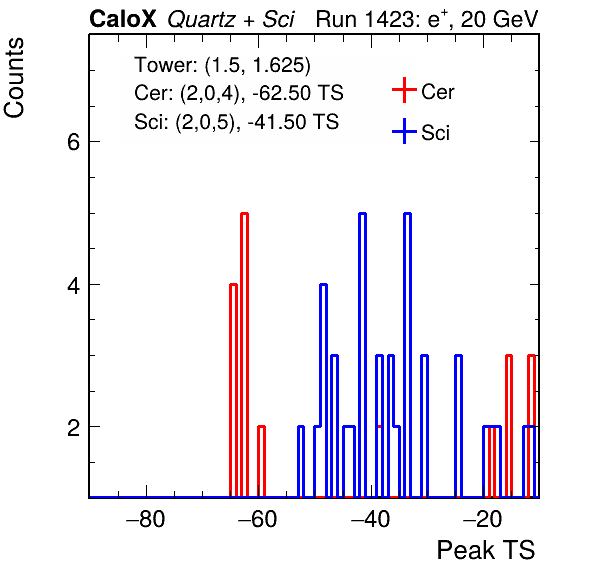 CaloX Quartz + Sci Run 1423: e⁺, 20 GeV
Counts
Tower: (1.5, 1.625)
Cer: (2,0,4), -62.50 TS
Sci: (2,0,5), -41.50 TS
Cer
Sci
6
4
2
−80 −60 −40 −20
Peak TS